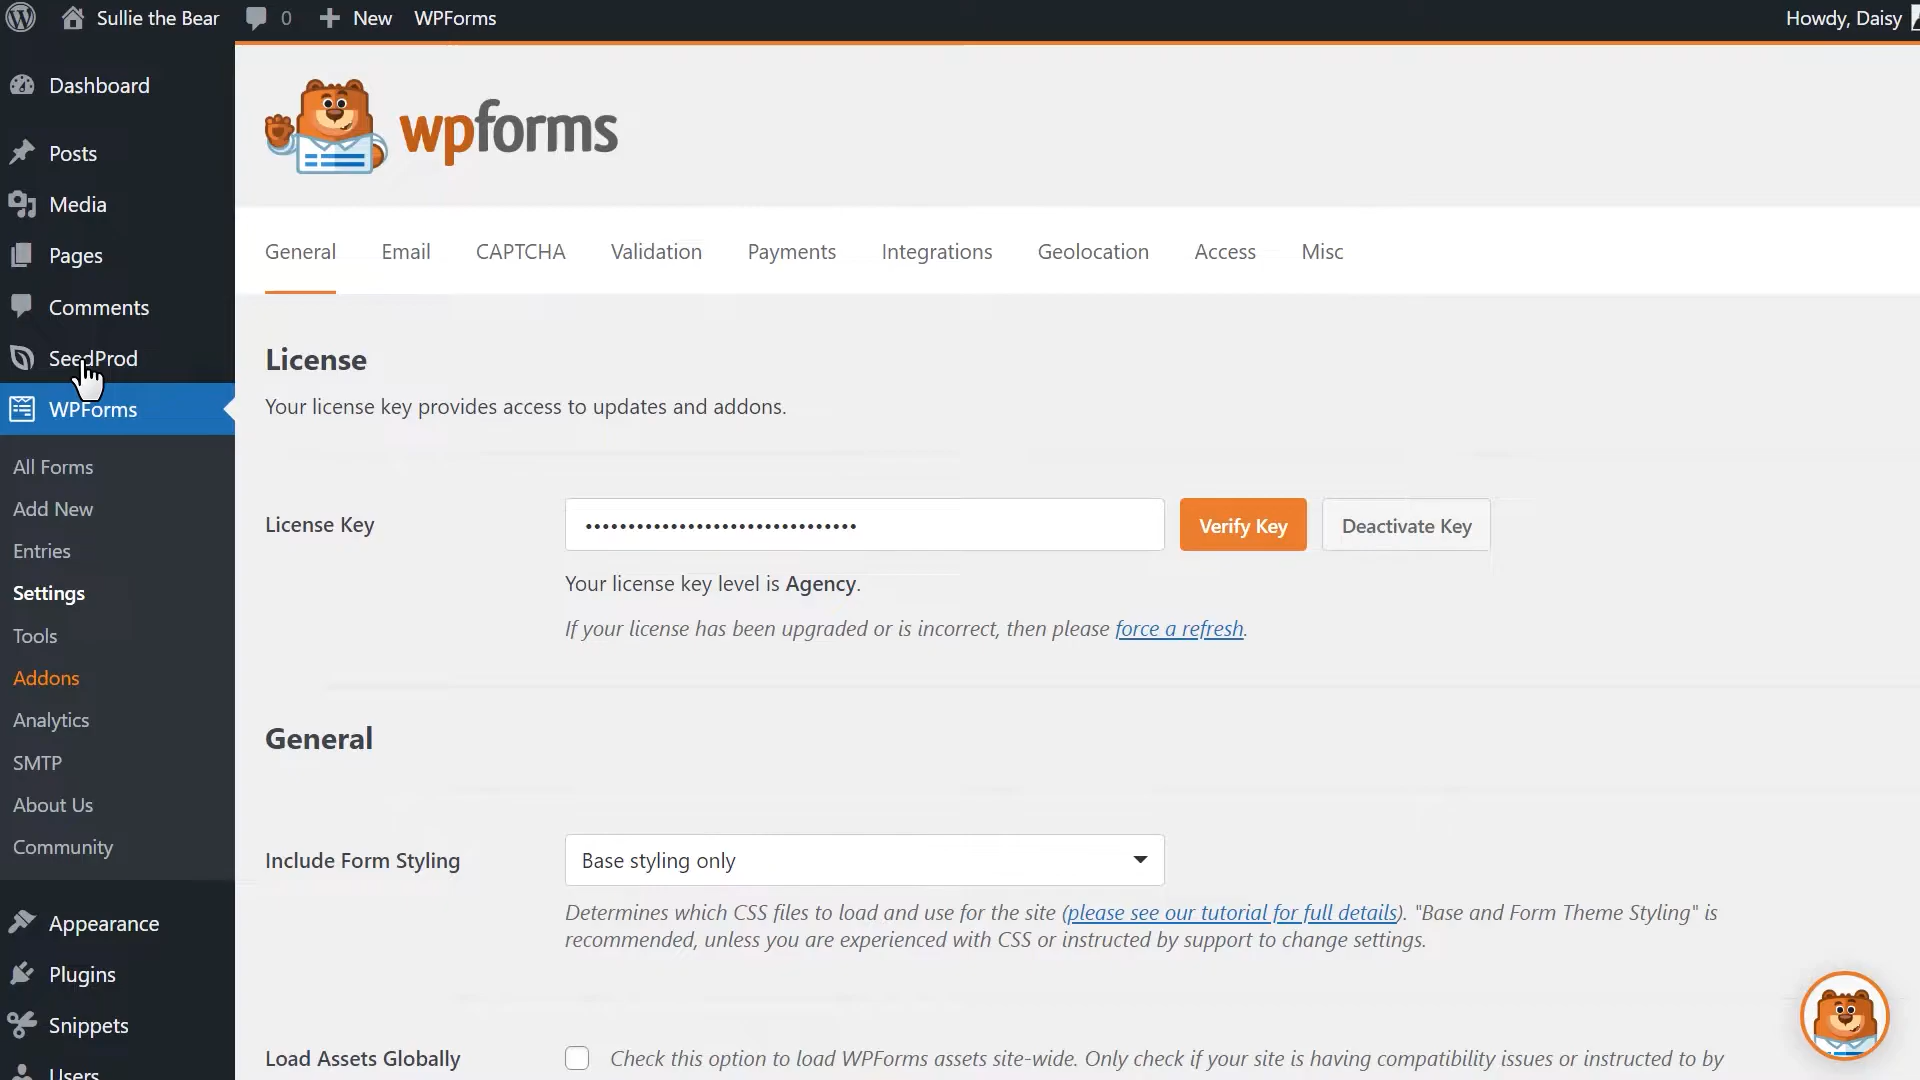 Sullie the Bear 0 New WPForms Howdy, Daisy
Dashboard
Posts
Media
Pages
Comments
SeedProd
WPForms
All Forms
Add New
Entries
Settings
Tools
Addons
Analytics
SMTP
About Us
Community
Appearance
Plugins
Snippets
Users
wpforms
General Email CAPTCHA Validation Payments Integrations Geolocation Access Misc
License
Your license key provides access to updates and addons.
License Key
Verify Key Deactivate Key
Your license key level is Agency.
If your license has been upgraded or is incorrect, then please force a refresh.
General
Include Form Styling Base styling only
Determines which CSS files to load and use for the site (please see our tutorial for full details). "Base and Form Theme Styling" is
recommended, unless you are experienced with CSS or instructed by support to change settings.
Load Assets Globally Check this option to load WPForms assets site-wide. Only check if your site is having compatibility issues or instructed to by